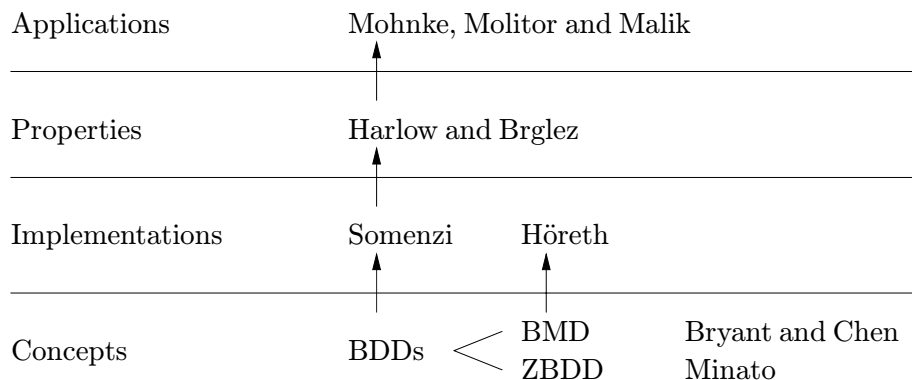 Applications Mohnke, Molitor and Malik
Properties Harlow and Brglez
Implementations Somenzi Höreth
BMD Bryant and Chen
Concepts BDDs
ZBDD Minato